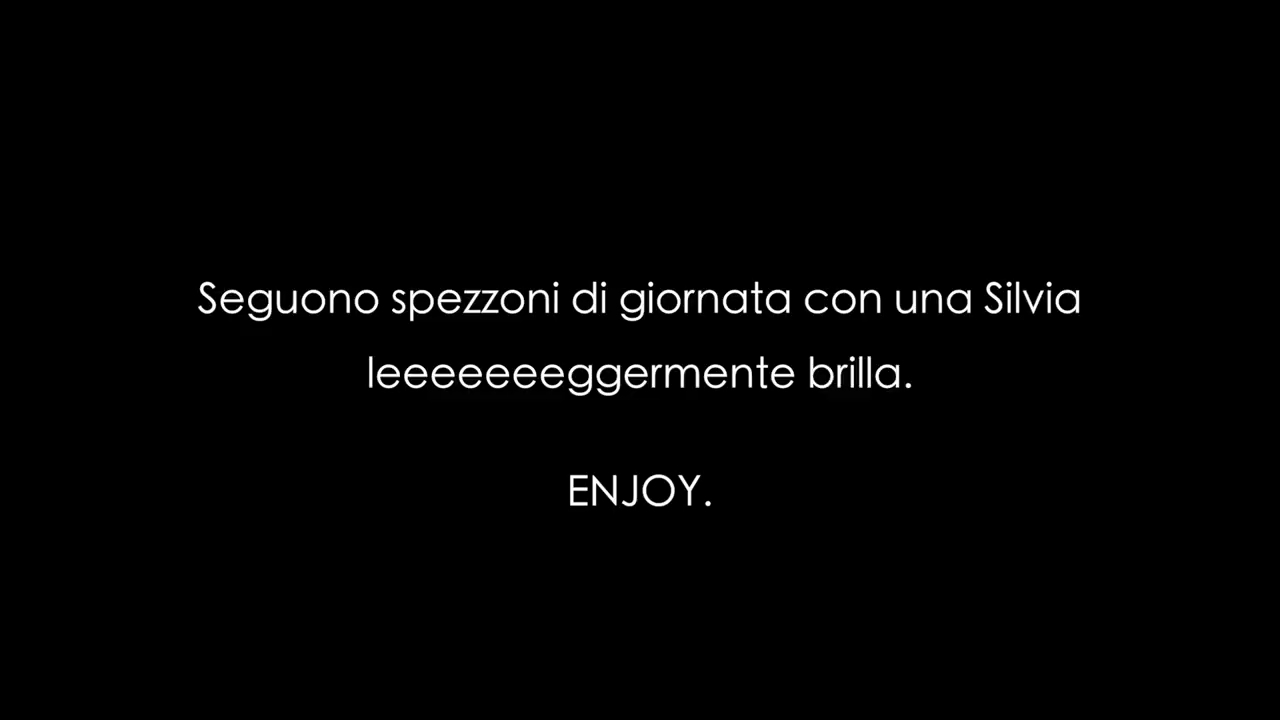 Seguono spezzoni di giornata con una Silvia
leeeeeeeggermente brilla.
ENJOY.